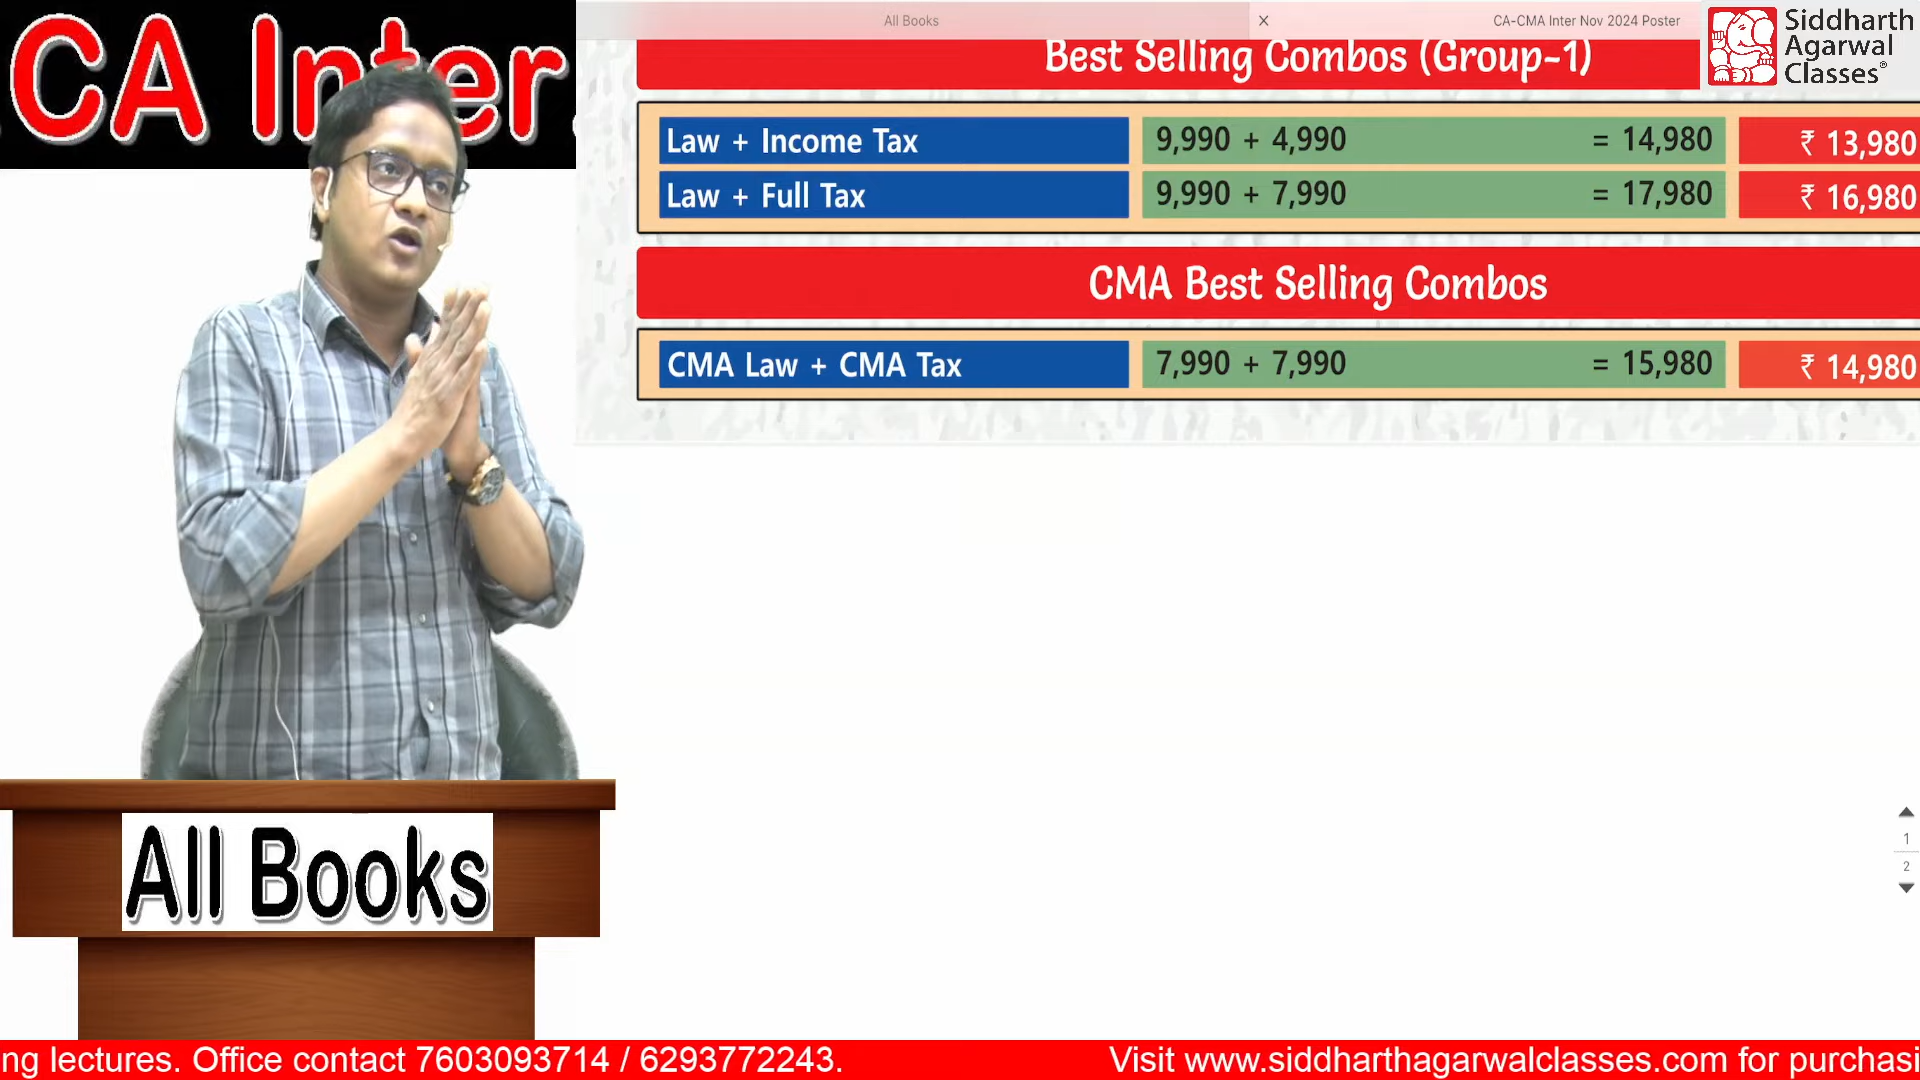 CA Inter
All Books
CA-CMA Inter Nov 2024 Poster
Siddharth
Agarwal
Classes®
Best Selling Combos (Group-1)
Law + Income Tax 9,990 + 4,990 = 14,980 ₹ 13,980
Law + Full Tax 9,990 + 7,990 = 17,980 ₹ 16,980
CMA Best Selling Combos
CMA Law + CMA Tax 7,990 + 7,990 = 15,980 ₹ 14,980
1
2
All Books
ng lectures. Office contact 7603093714 / 6293772243. Visit www.siddharthagarwalclasses.com for purchasi